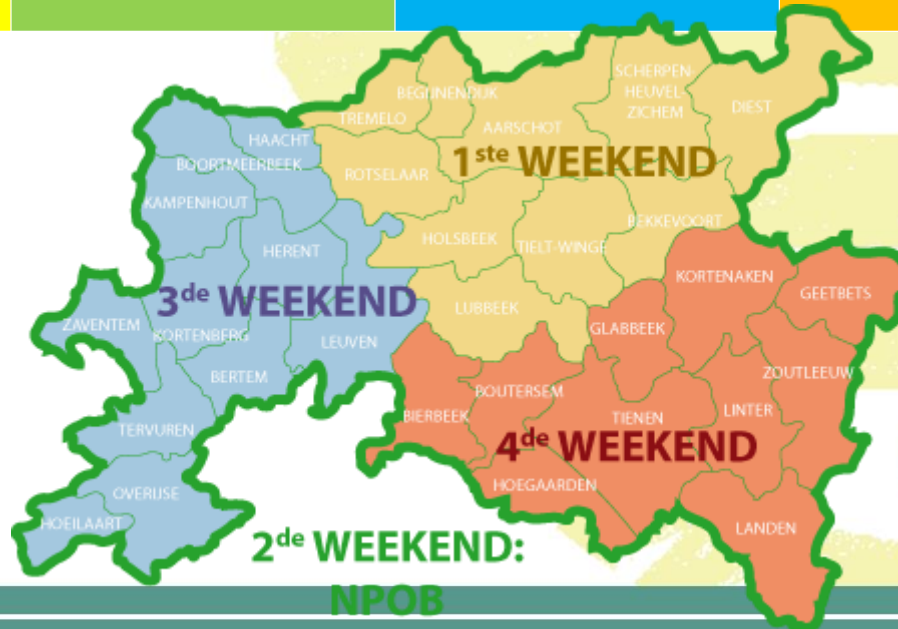 SCHERPEN-
HEUVEL-
ZICHEM
BEGIJNENDIJK
DIEST
TREMELO
AARSCHOT
HAACHT
1ste WEEKEND
BOORTMEERBEEK
ROTSELAAR
KAMPENHOUT
BEKKEVOORT
HOLSBEEK
TIELT-WINGE
HERENT
KORTENAKEN
GEETBETS
3de WEEKEND
LUBBEEK
ZAVENTEM
KORTENBERG
GLABBEEK
LEUVEN
BERTEM
ZOUTLEEUW
BOUTERSEM
BIERBEEK
TIENEN
LINTER
TERVUREN
4de WEEKEND
HOEGAARDEN
OVERIJSE
HOEILAART
LANDEN
2de WEEKEND:
NPOB